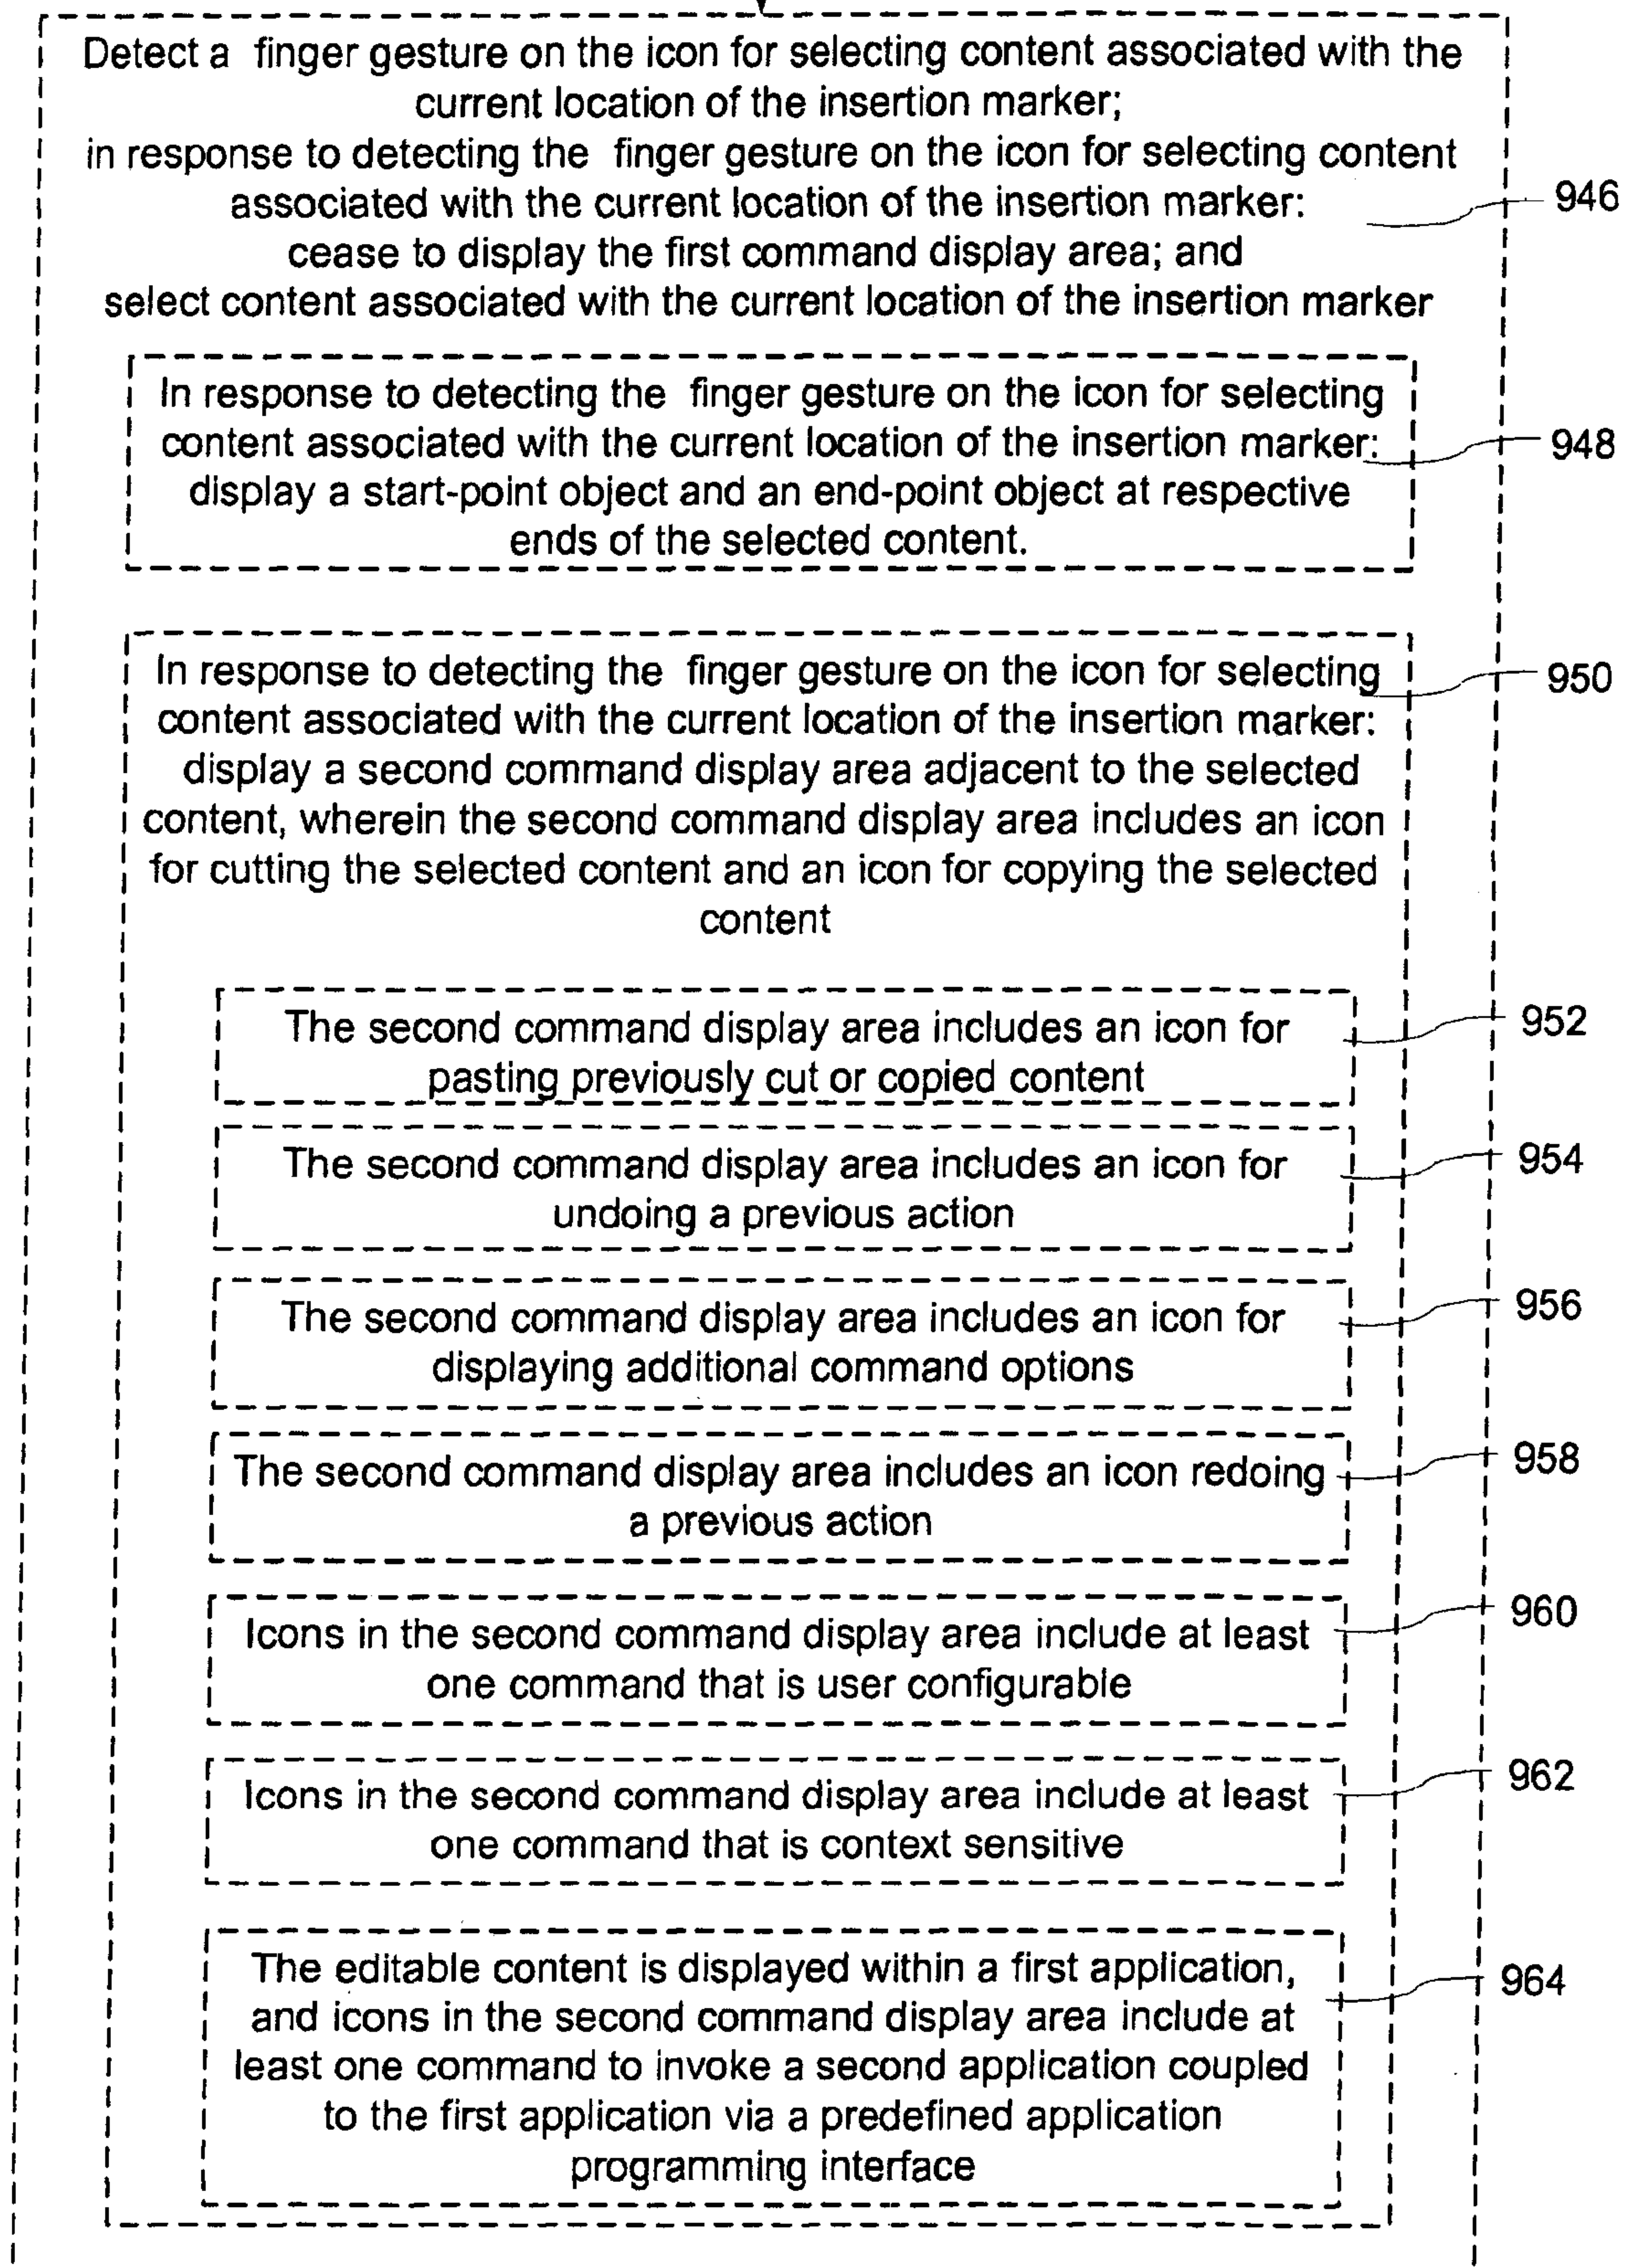 Detect a finger gesture on the icon for selecting content associated with the
current location of the insertion marker;
in response to detecting the finger gesture on the icon for selecting content
associated with the current location of the insertion marker:
946
cease to display the first command display area; and
select content associated with the current location of the insertion marker
In response to detecting the finger gesture on the icon for selecting
content associated with the current location of the insertion marker:
948
display a start-point object and an end-point object at respective
ends of the selected content.
In response to detecting the finger gesture on the icon for selecting
950
content associated with the current location of the insertion marker:
display a second command display area adjacent to the selected
content, wherein the second command display area includes an icon
for cutting the selected content and an icon for copying the selected
content
The second command display area includes an icon for
952
pasting previously cut or copied content
The second command display area includes an icon for
954
undoing a previous action
The second command display area includes an icon for
956
displaying additional command options
The second command display area includes an icon redoing
958
a previous action
Icons in the second command display area include at least
960
one command that is user configurable
Icons in the second command display area include at least
962
one command that is context sensitive
The editable content is displayed within a first application,
964
and icons in the second command display area include at
least one command to invoke a second application coupled
to the first application via a predefined application
programming interface